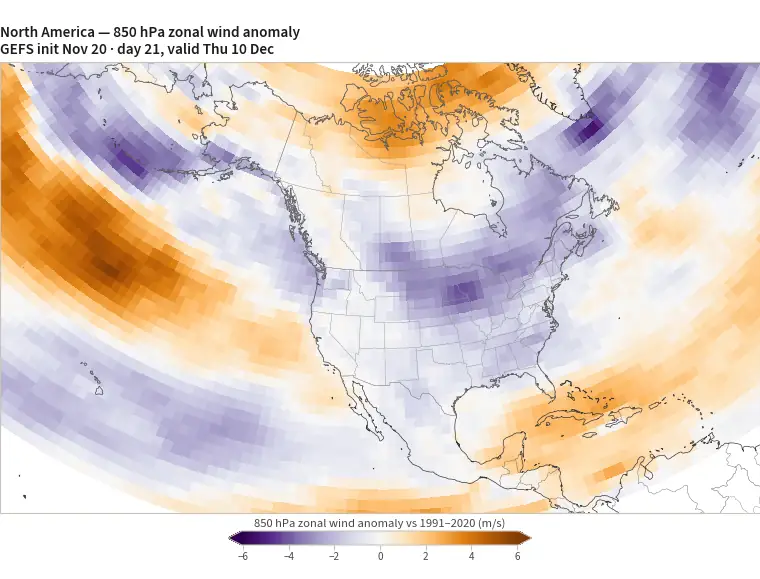 North America — 850 hPa zonal wind anomaly
GEFS init Nov 20 · day 21, valid Thu 10 Dec
850 hPa zonal wind anomaly vs 1991–2020 (m/s)
−6 −4 −2 0 2 4 6